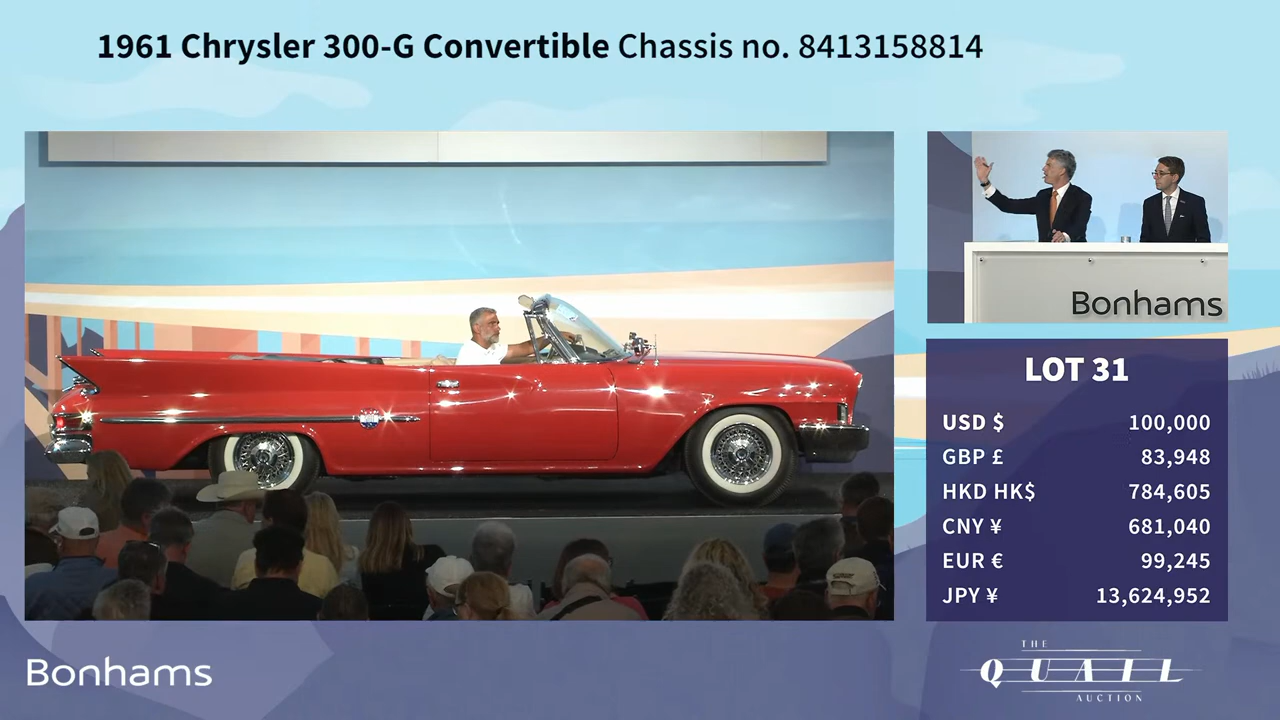 1961 Chrysler 300-G Convertible Chassis no. 8413158814
Bonhams
LOT 31
USD $ 100,000
GBP £ 83,948
HKD HK$ 784,605
CNY ¥ 681,040
EUR € 99,245
JPY ¥ 13,624,952
Bonhams
THE
QUAIL
AUCTION